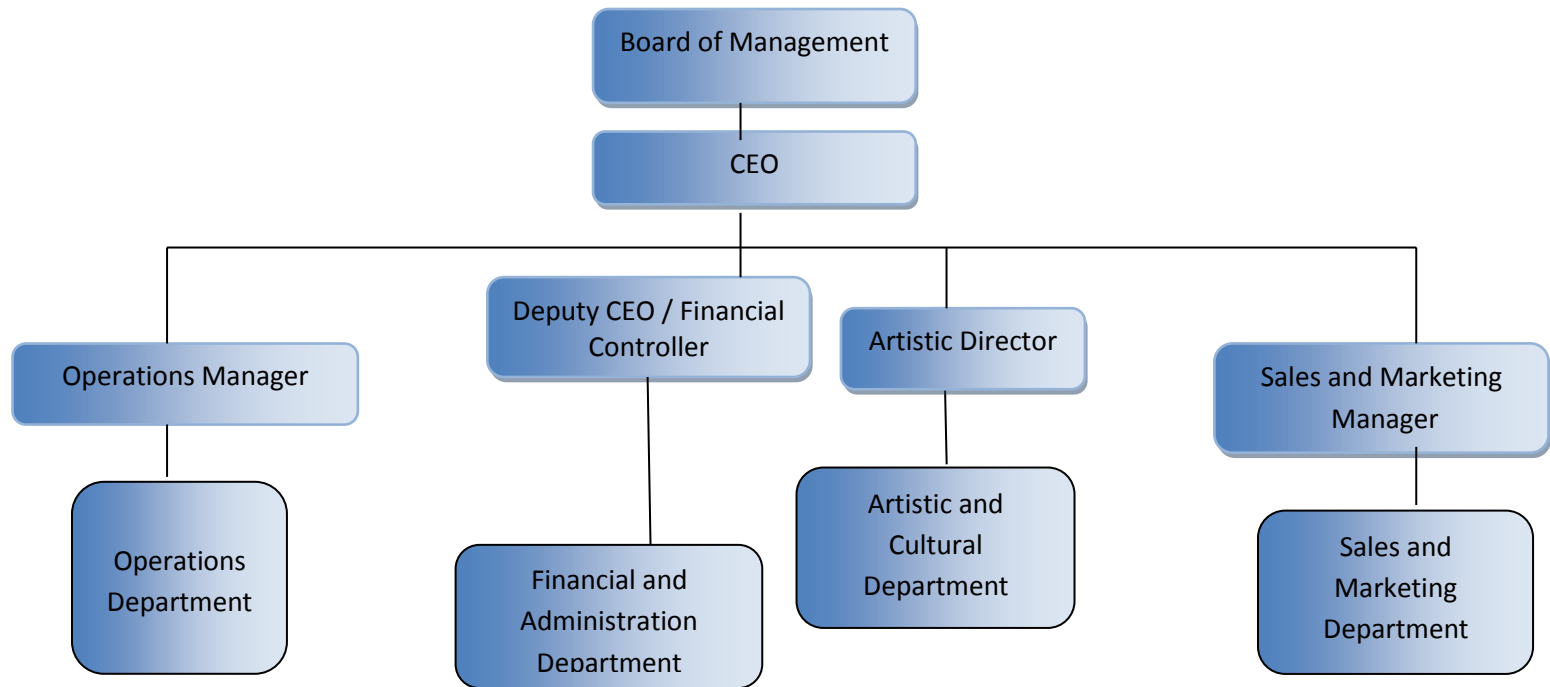 Board of Management
CEO
Deputy CEO / Financial
Controller
Artistic Director
Operations Manager
Sales and Marketing
Manager
Artistic and
Cultural
Department
Operations
Department
Financial and
Administration
Department
Sales and
Marketing
Department